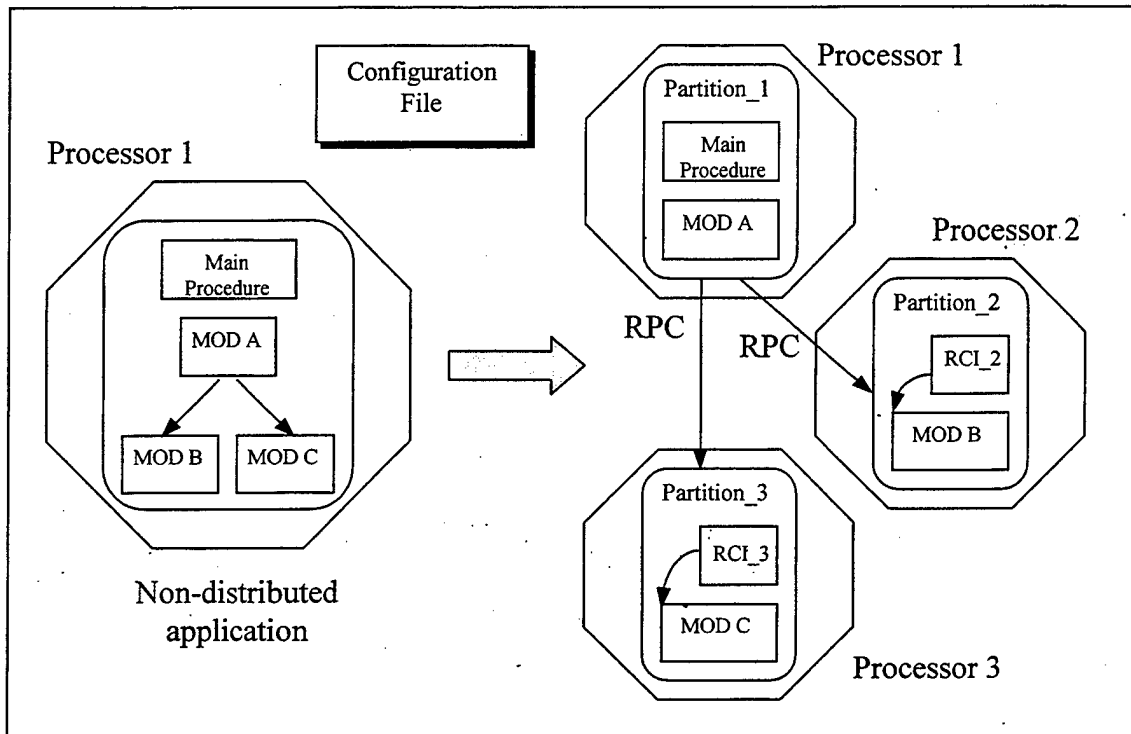 Configuration
File
Processor 1
Main
Procedure
MOD A
MOD B
MOD C
Non-distributed
application
Processor 1
Partition_1
Main
Procedure
MOD A
RPC
RPC
Processor 2
Partition_2
RCI_2
MOD B
Partition_3
RCI_3
MOD C
Processor 3